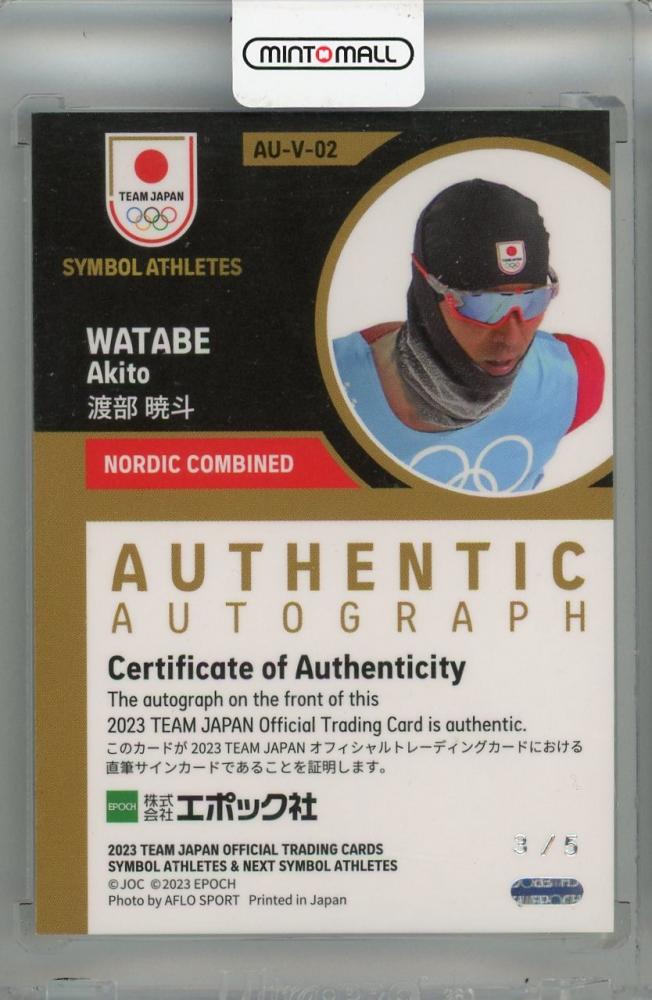 MINTMALL
AU-V-02
TEAM JAPAN
SYMBOL ATHLETES
TEAM JAPAN
WATABE
Akito
渡部 暁斗
NORDIC COMBINED
AUTHENTIC
AUTOGRAPH
Certificate of Authenticity
The autograph on the front of this
2023 TEAM JAPAN Official Trading Card is authentic.
このカードが 2023 TEAM JAPAN オフィシャルトレーディングカードにおける
直筆サインカードであることを証明します。
EPOCH 株式会社エポック社
2023 TEAM JAPAN OFFICIAL TRADING CARDS
SYMBOL ATHLETES & NEXT SYMBOL ATHLETES
3 / 5
©JOC ©2023 EPOCH
Photo by AFLO SPORT Printed in Japan